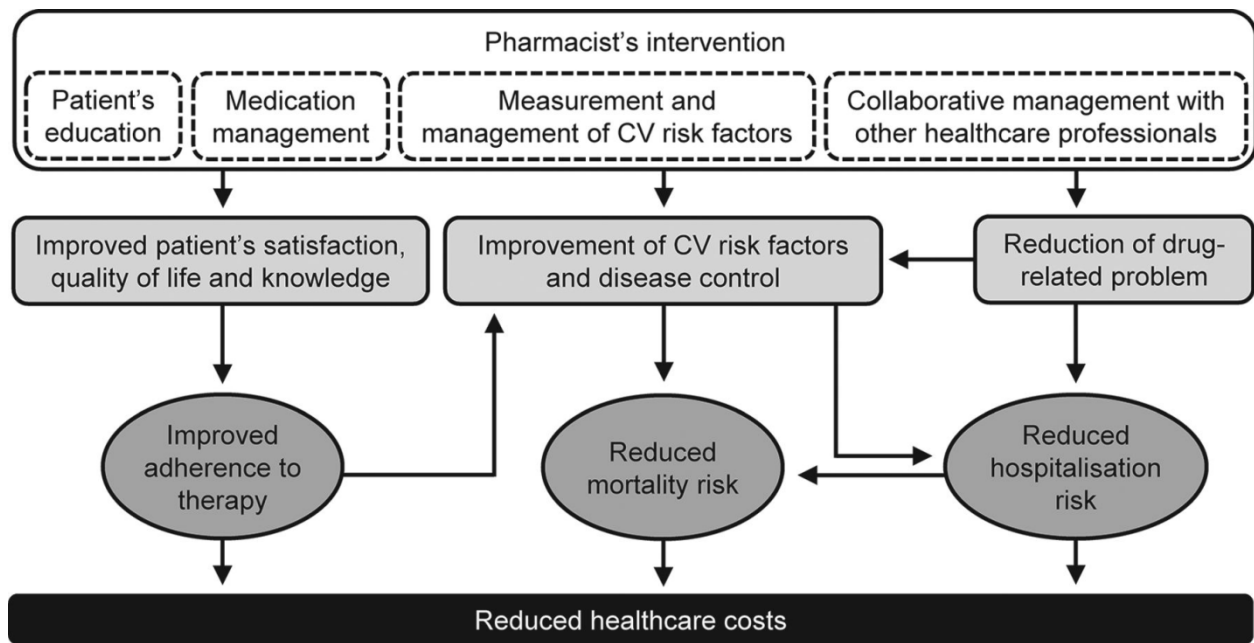 Pharmacist's intervention
Patient's
education
Medication
management
Measurement and
management of CV risk factors
Collaborative management with
other healthcare professionals
Improved patient's satisfaction,
quality of life and knowledge
Improvement of CV risk factors
and disease control
Reduction of drug-
related problem
Improved
adherence to
therapy
Reduced
mortality risk
Reduced
hospitalisation
risk
Reduced healthcare costs